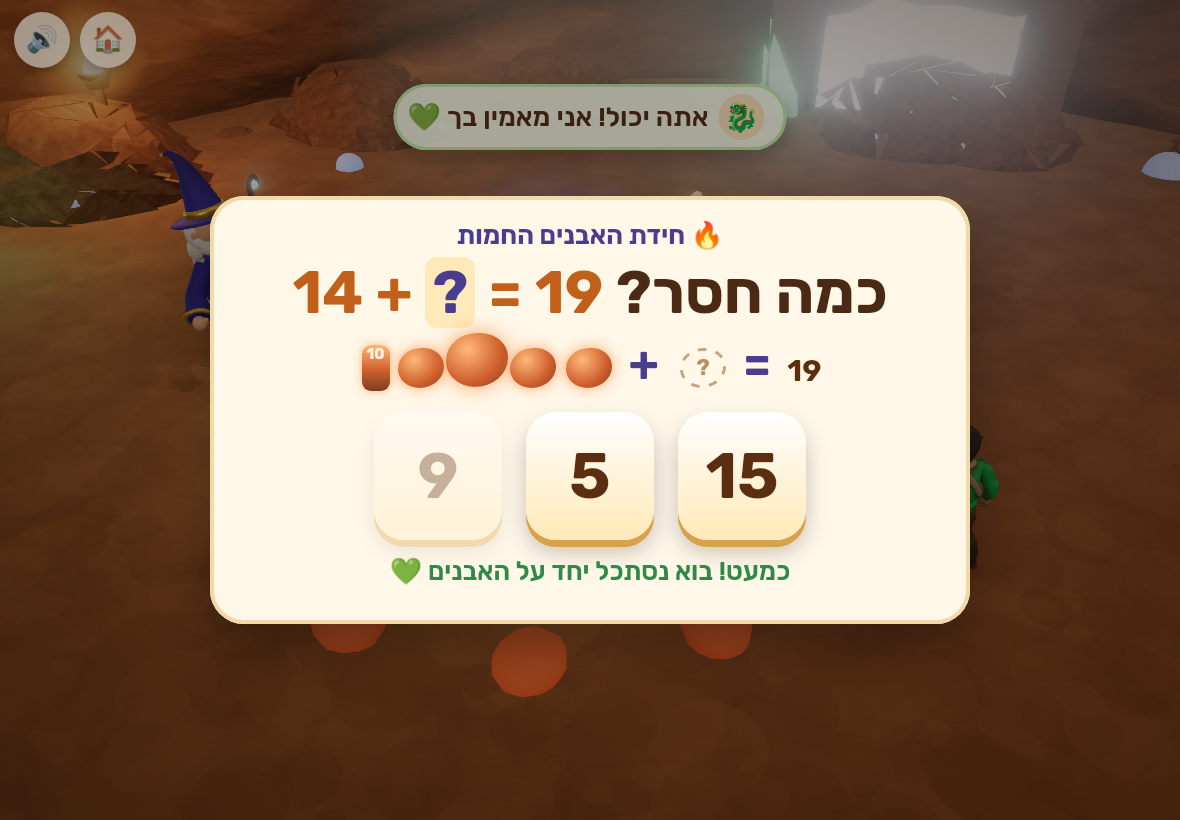 אתה יכול! אני מאמין בך 💚
🔥 חידת האבנים החמות
כמה חסר? 14 + ? = 19
10 + ? = 19
9 5 15
כמעט! בוא נסתכל יחד על האבנים 💚